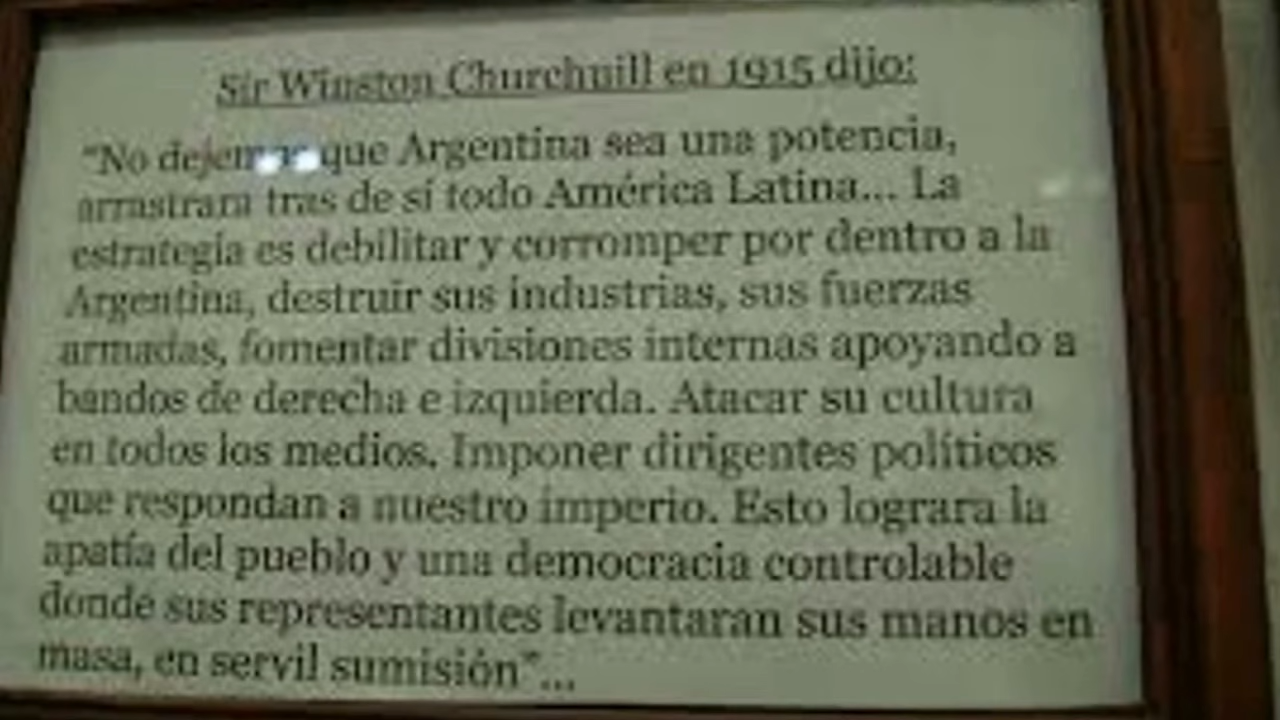 Sir Winston Churchill en 1915 dijo:
"No dejemos que Argentina sea una potencia,
arrastrara tras de sí todo América Latina... La
estrategia es debilitar y corromper por dentro a la
Argentina, destruir sus industrias, sus fuerzas
armadas, fomentar divisiones internas apoyando a
bandos de derecha e izquierda. Atacar su cultura
en todos los medios. Imponer dirigentes políticos
que respondan a nuestro imperio. Esto lograra la
apatía del pueblo y una democracia controlable
donde sus representantes levantaran sus manos en
masa, en servil sumisión"...